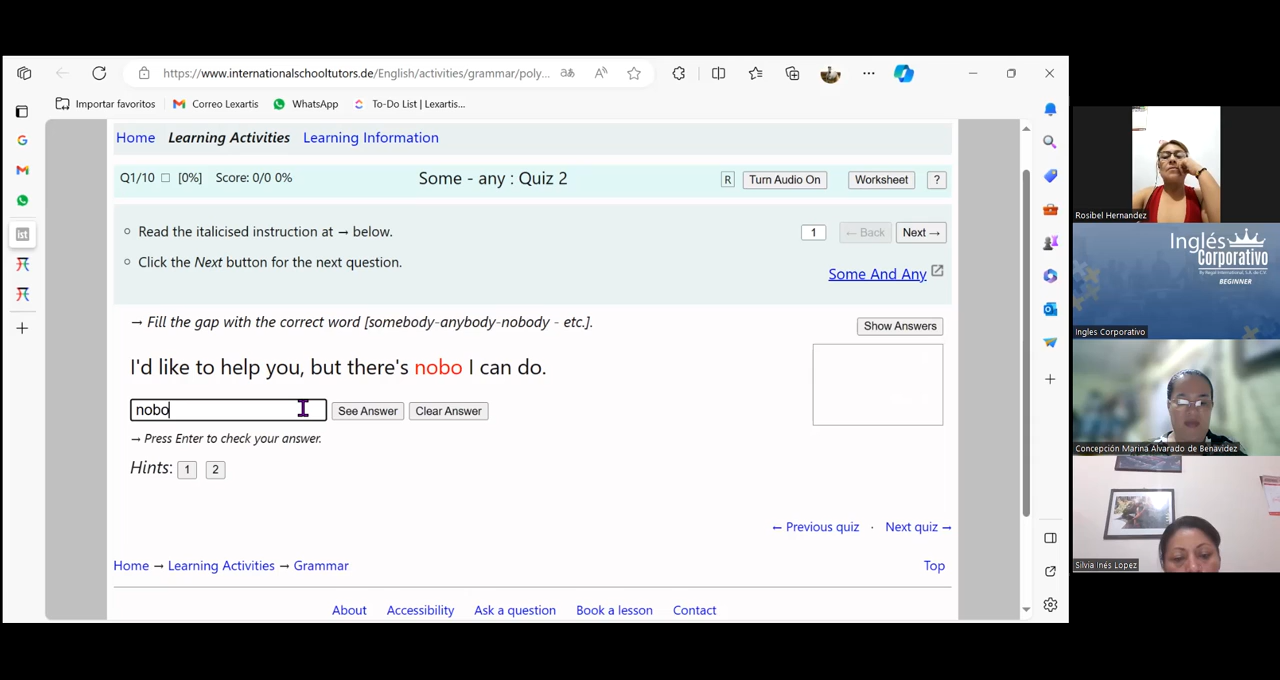 https://www.internationalschooltutors.de/English/activities/grammar/poly...
Importar favoritos
Correo Lexartis
WhatsApp
To-Do List | Lexartis...
Home
Learning Activities
Learning Information
Q1/10 [0%] Score: 0/0 0%
Some - any : Quiz 2
R
Turn Audio On
Worksheet
?
Read the italicised instruction at → below.
1
← Back
Next →
Click the Next button for the next question.
Some And Any
→ Fill the gap with the correct word [somebody-anybody-nobody - etc.].
Show Answers
I'd like to help you, but there's nobo I can do.
nobo
See Answer
Clear Answer
→ Press Enter to check your answer.
Hints: 1 2
← Previous quiz · Next quiz →
Home → Learning Activities → Grammar
Top
About
Accessibility
Ask a question
Book a lesson
Contact
Rosibel Hernandez
Inglés
Corporativo
By Regal International, S.A. de C.V.
BEGINNER
Ingles Corporativo
Concepción Marina Alvarado de Benavidez
Silvia Inés Lopez